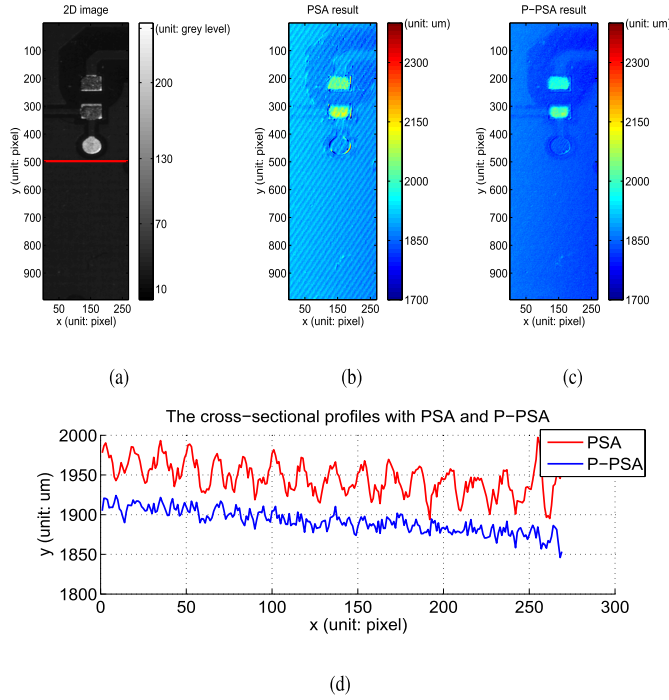 2D image
(unit: grey level)
100
200
300
400
500
600
700
800
900
y (unit: pixel)
50
150
270
x (unit: pixel)
200
130
70
10
PSA result
(unit: um)
100
200
300
400
500
600
700
800
900
y (unit: pixel)
50
150
270
x (unit: pixel)
2300
2150
2000
1850
1700
P-PSA result
(unit: um)
100
200
300
400
500
600
700
800
900
y (unit: pixel)
50
150
270
x (unit: pixel)
2300
2150
2000
1850
1700
(a)
(b)
(c)
The cross-sectional profiles with PSA and P-PSA
PSA
P-PSA
2000
1950
1900
1850
1800
y (unit: um)
0
50
100
150
200
250
300
x (unit: pixel)
(d)